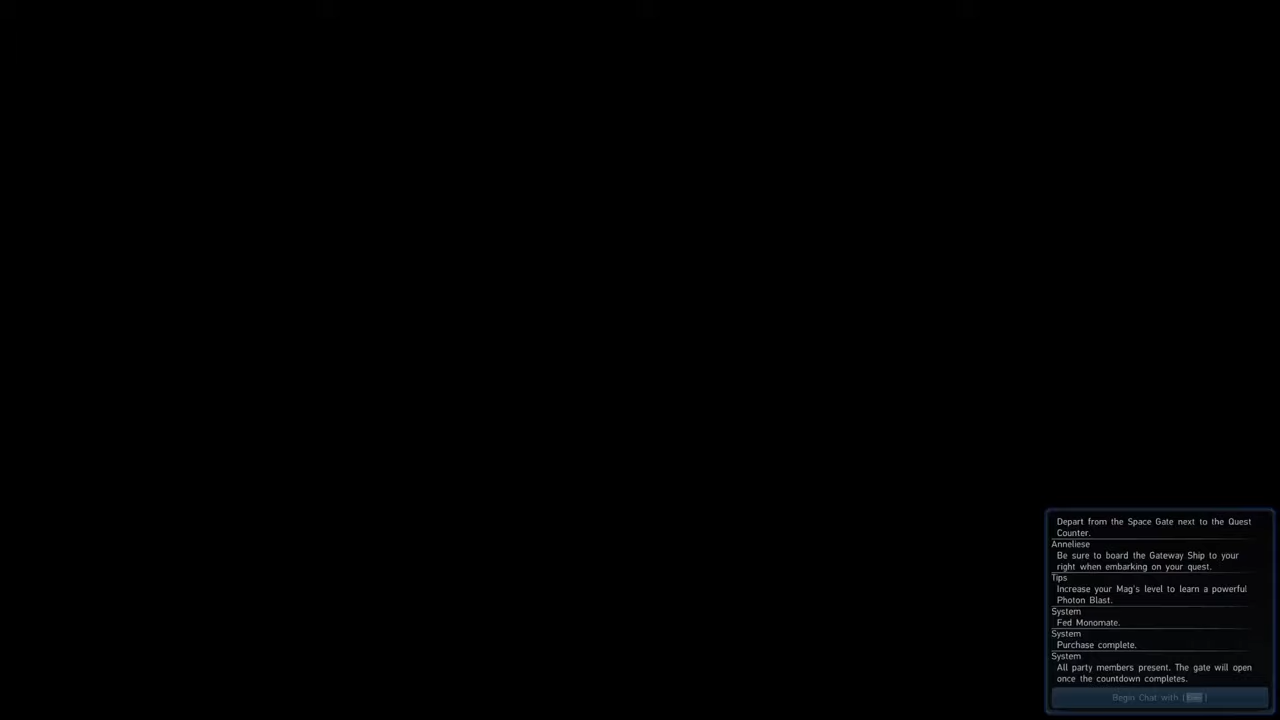 Depart from the Space Gate next to the Quest
Counter.
Anneliese
Be sure to board the Gateway Ship to your
right when embarking on your quest.
Tips
Increase your Mag's level to learn a powerful
Photon Blast.
System
Fed Monomate.
System
Purchase complete.
System
All party members present. The gate will open
once the countdown completes.
Begin Chat with [     ]